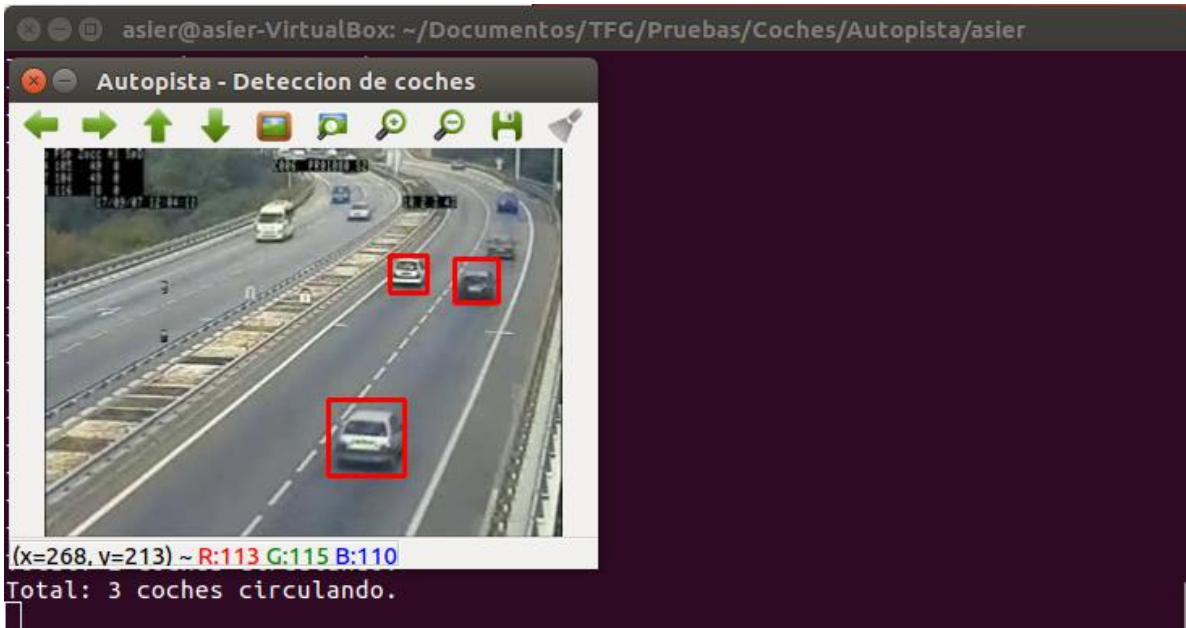 asier@asier-VirtualBox: ~/Documentos/TFG/Pruebas/Coches/Autopista/asier
Autopista - Deteccion de coches
(x=268, y=213) ~ R:113 G:115 B:110
Total: 3 coches circulando.